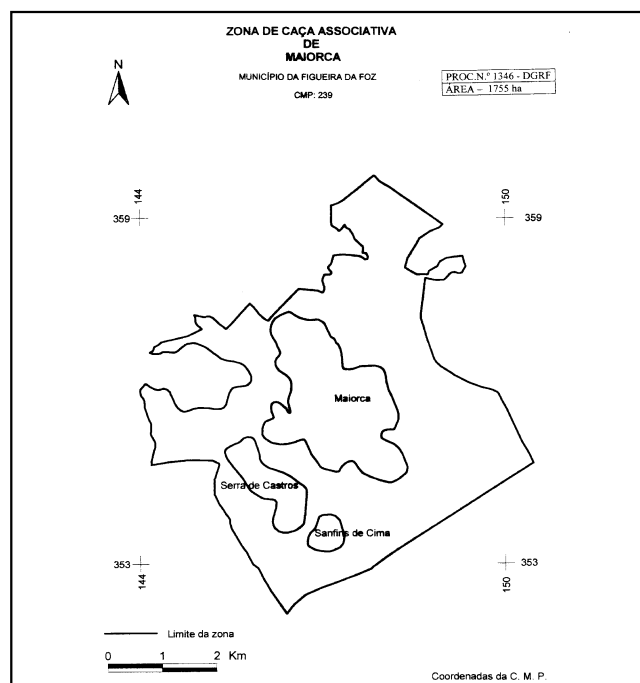 ZONA DE CAÇA ASSOCIATIVA
DE
MAIORCA
MUNICÍPIO DA FIGUEIRA DA FOZ
CMP: 239
N
PROC.N.º 1346 - DGRF
ÁREA – 1755 ha
144
150
359
359
Maiorca
Serra de Castros
Sanfins de Cima
353
353
144
150
Limite da zona
0 1 2 Km
Coordenadas da C. M. P.